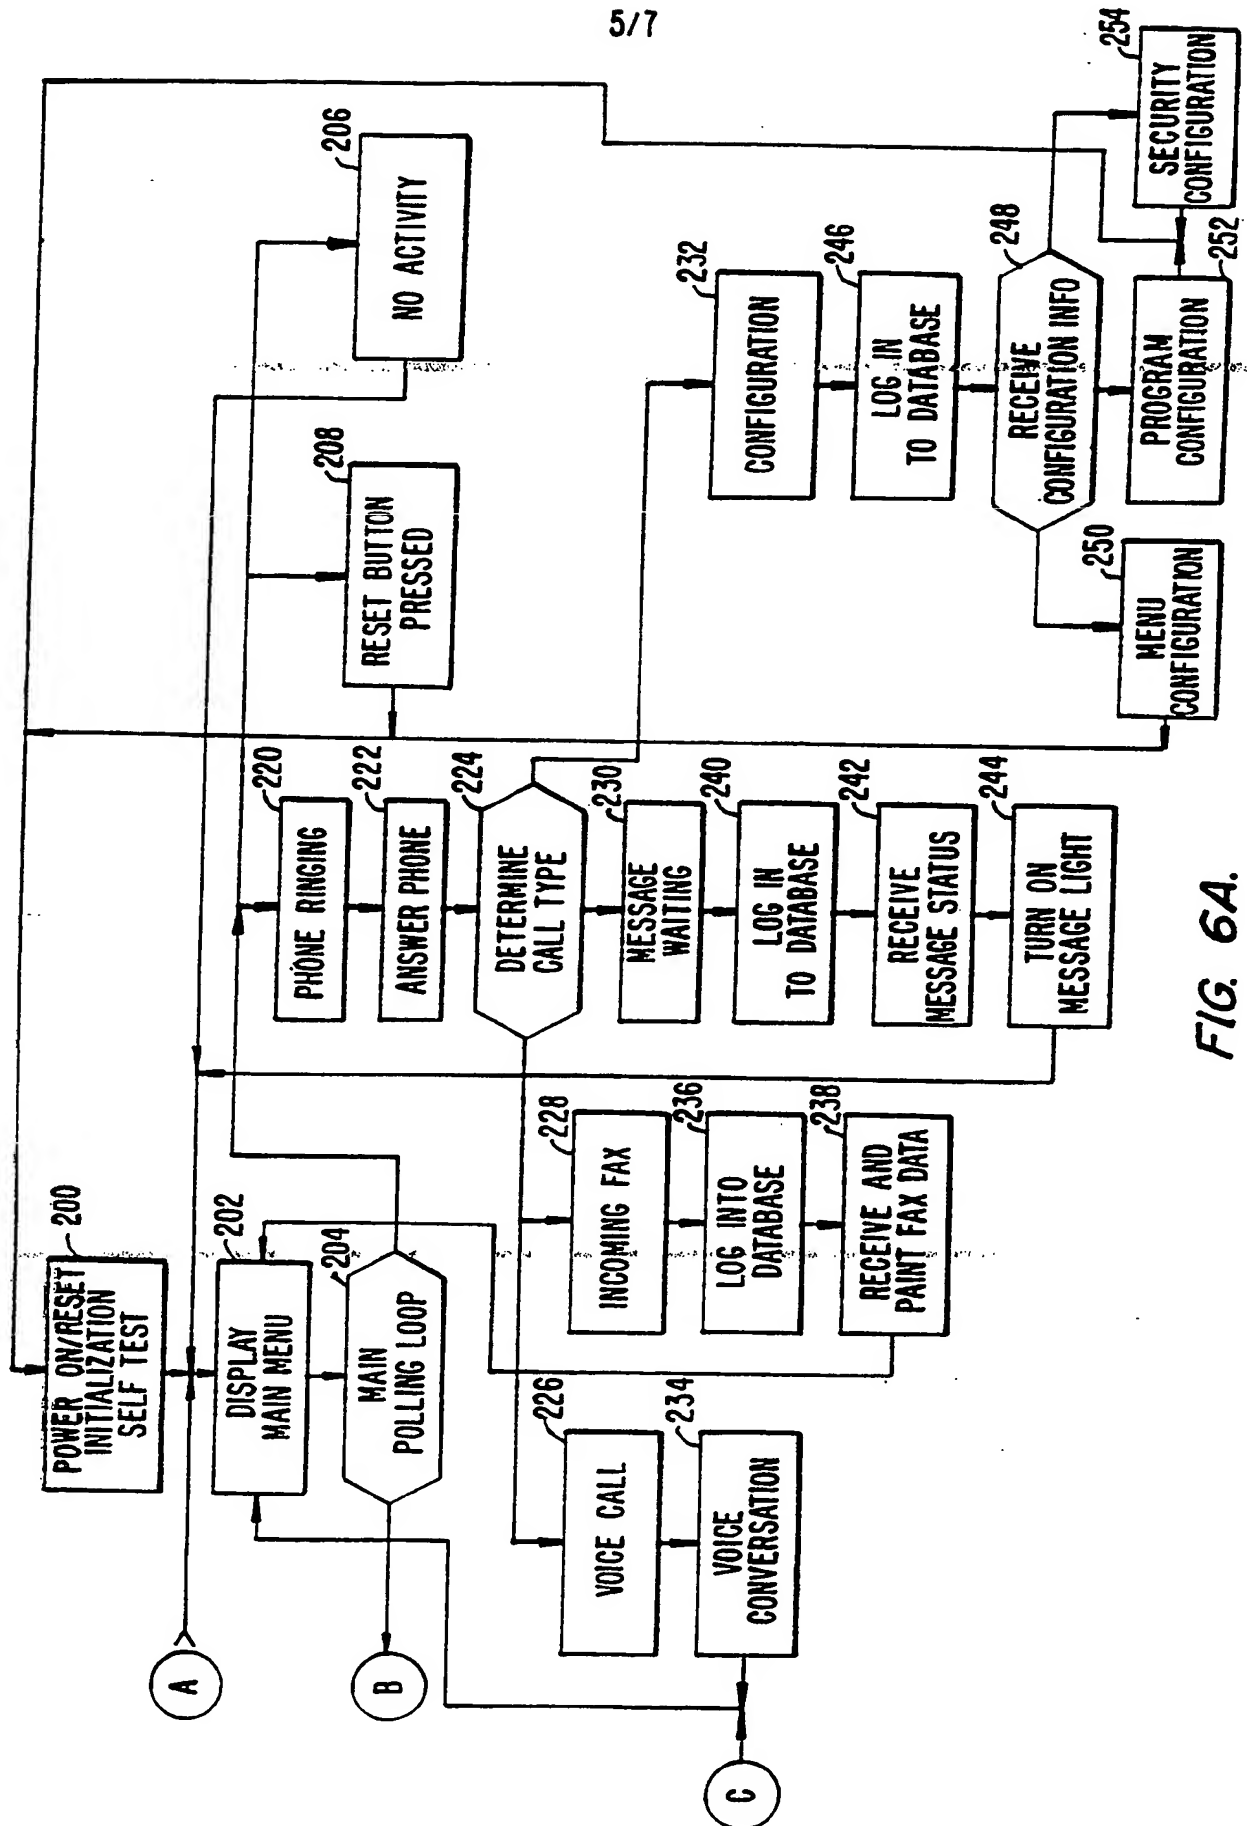 5/7
200
POWER ON/RESET
INITIALIZATION
SELF TEST
A
202
DISPLAY
MAIN MENU
204
MAIN
POLLING LOOP
B
206
NO ACTIVITY
208
RESET BUTTON
PRESSED
220
PHONE RINGING
222
ANSWER PHONE
224
DETERMINE
CALL TYPE
226
VOICE CALL
234
VOICE
CONVERSATION
C
228
INCOMING FAX
236
LOG INTO
DATABASE
238
RECEIVE AND
PAINT FAX DATA
230
MESSAGE
WAITING
240
LOG IN
TO DATABASE
242
RECEIVE
MESSAGE STATUS
244
TURN ON
MESSAGE LIGHT
232
CONFIGURATION
246
LOG IN
TO DATABASE
248
RECEIVE
CONFIGURATION INFO
250
MENU
CONFIGURATION
252
PROGRAM
CONFIGURATION
254
SECURITY
CONFIGURATION
FIG. 6A.